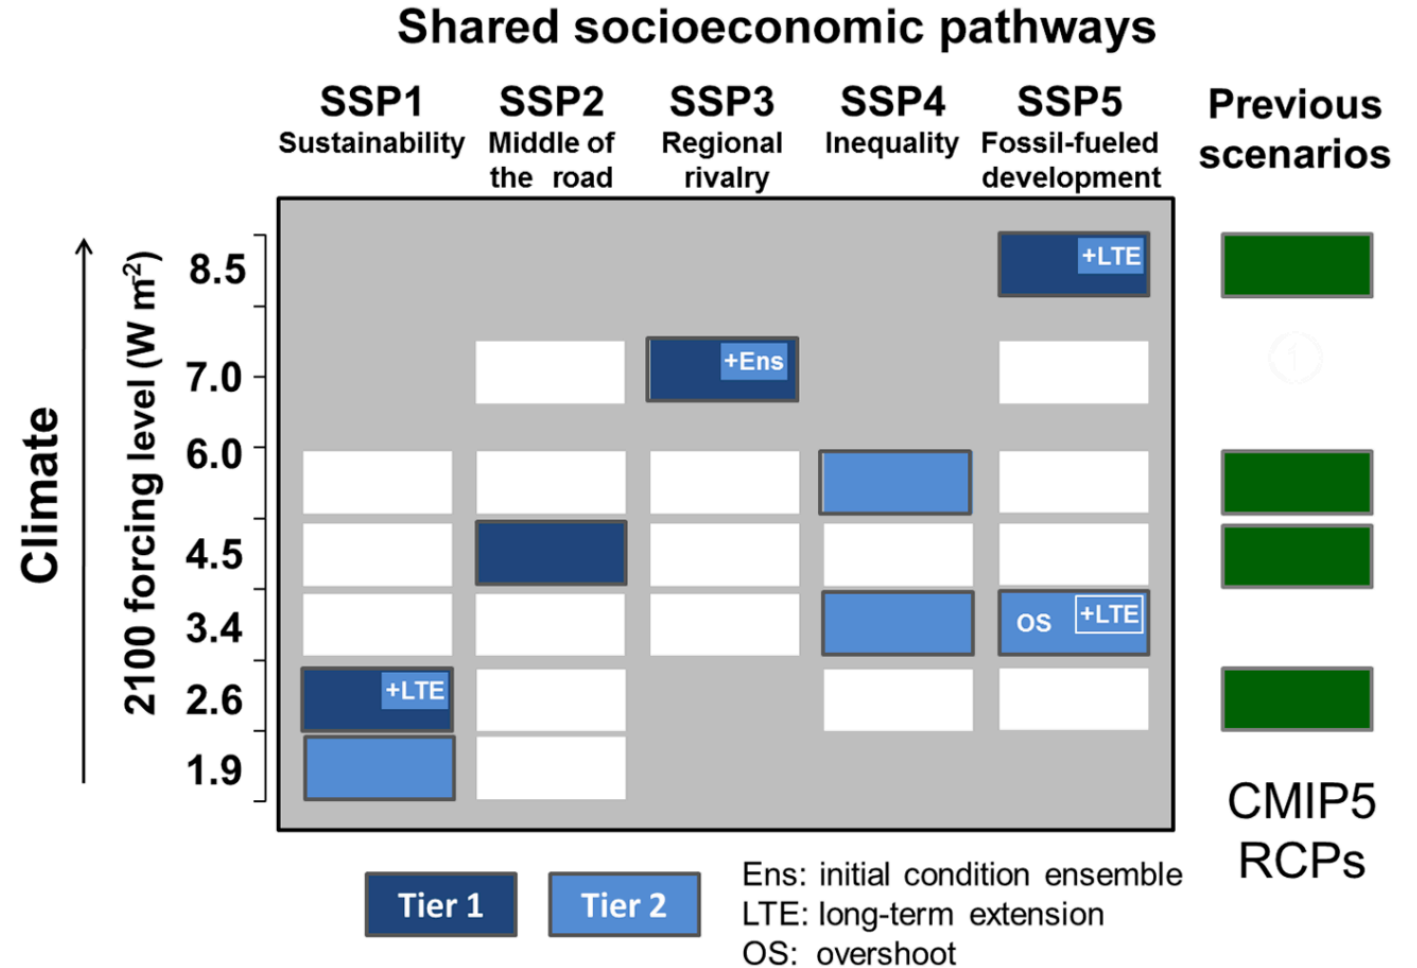 Shared socioeconomic pathways
SSP1
Sustainability
SSP2
Middle of
the road
SSP3
Regional
rivalry
SSP4
Inequality
SSP5
Fossil-fueled
development
Previous
scenarios
Climate
2100 forcing level (W m-2)
8.5
7.0
6.0
4.5
3.4
2.6
1.9
+LTE
+Ens
1
OS
+LTE
+LTE
CMIP5
RCPs
Tier 1
Tier 2
Ens: initial condition ensemble
LTE: long-term extension
OS: overshoot